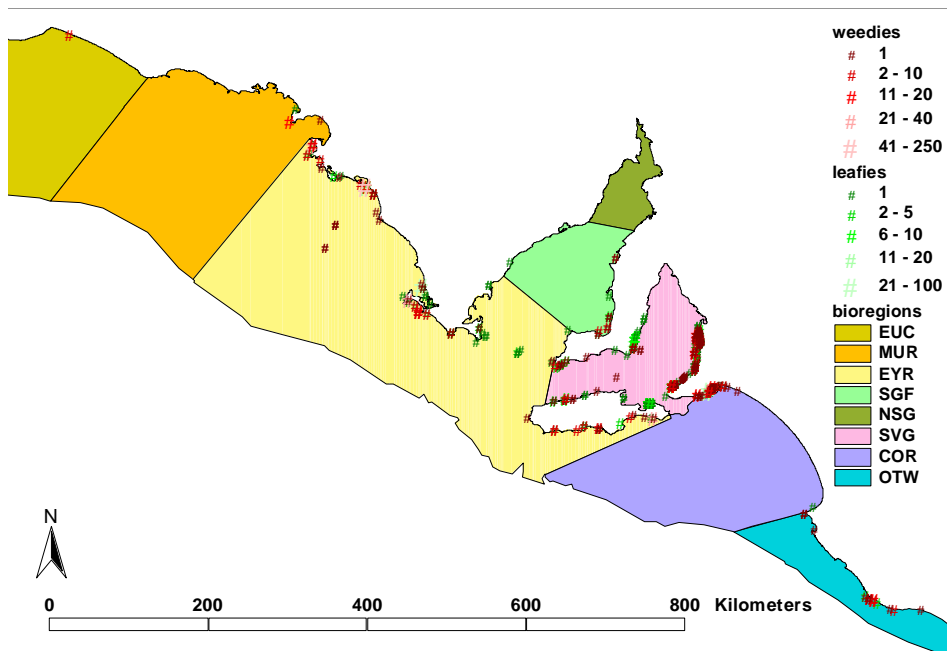 weedies
# 1
# 2 - 10
# 11 - 20
# 21 - 40
# 41 - 250
leafies
# 1
# 2 - 5
# 6 - 10
# 11 - 20
# 21 - 100
bioregions
EUC
MUR
EYR
SGF
NSG
SVG
COR
OTW
N
0 200 400 600 800 Kilometers